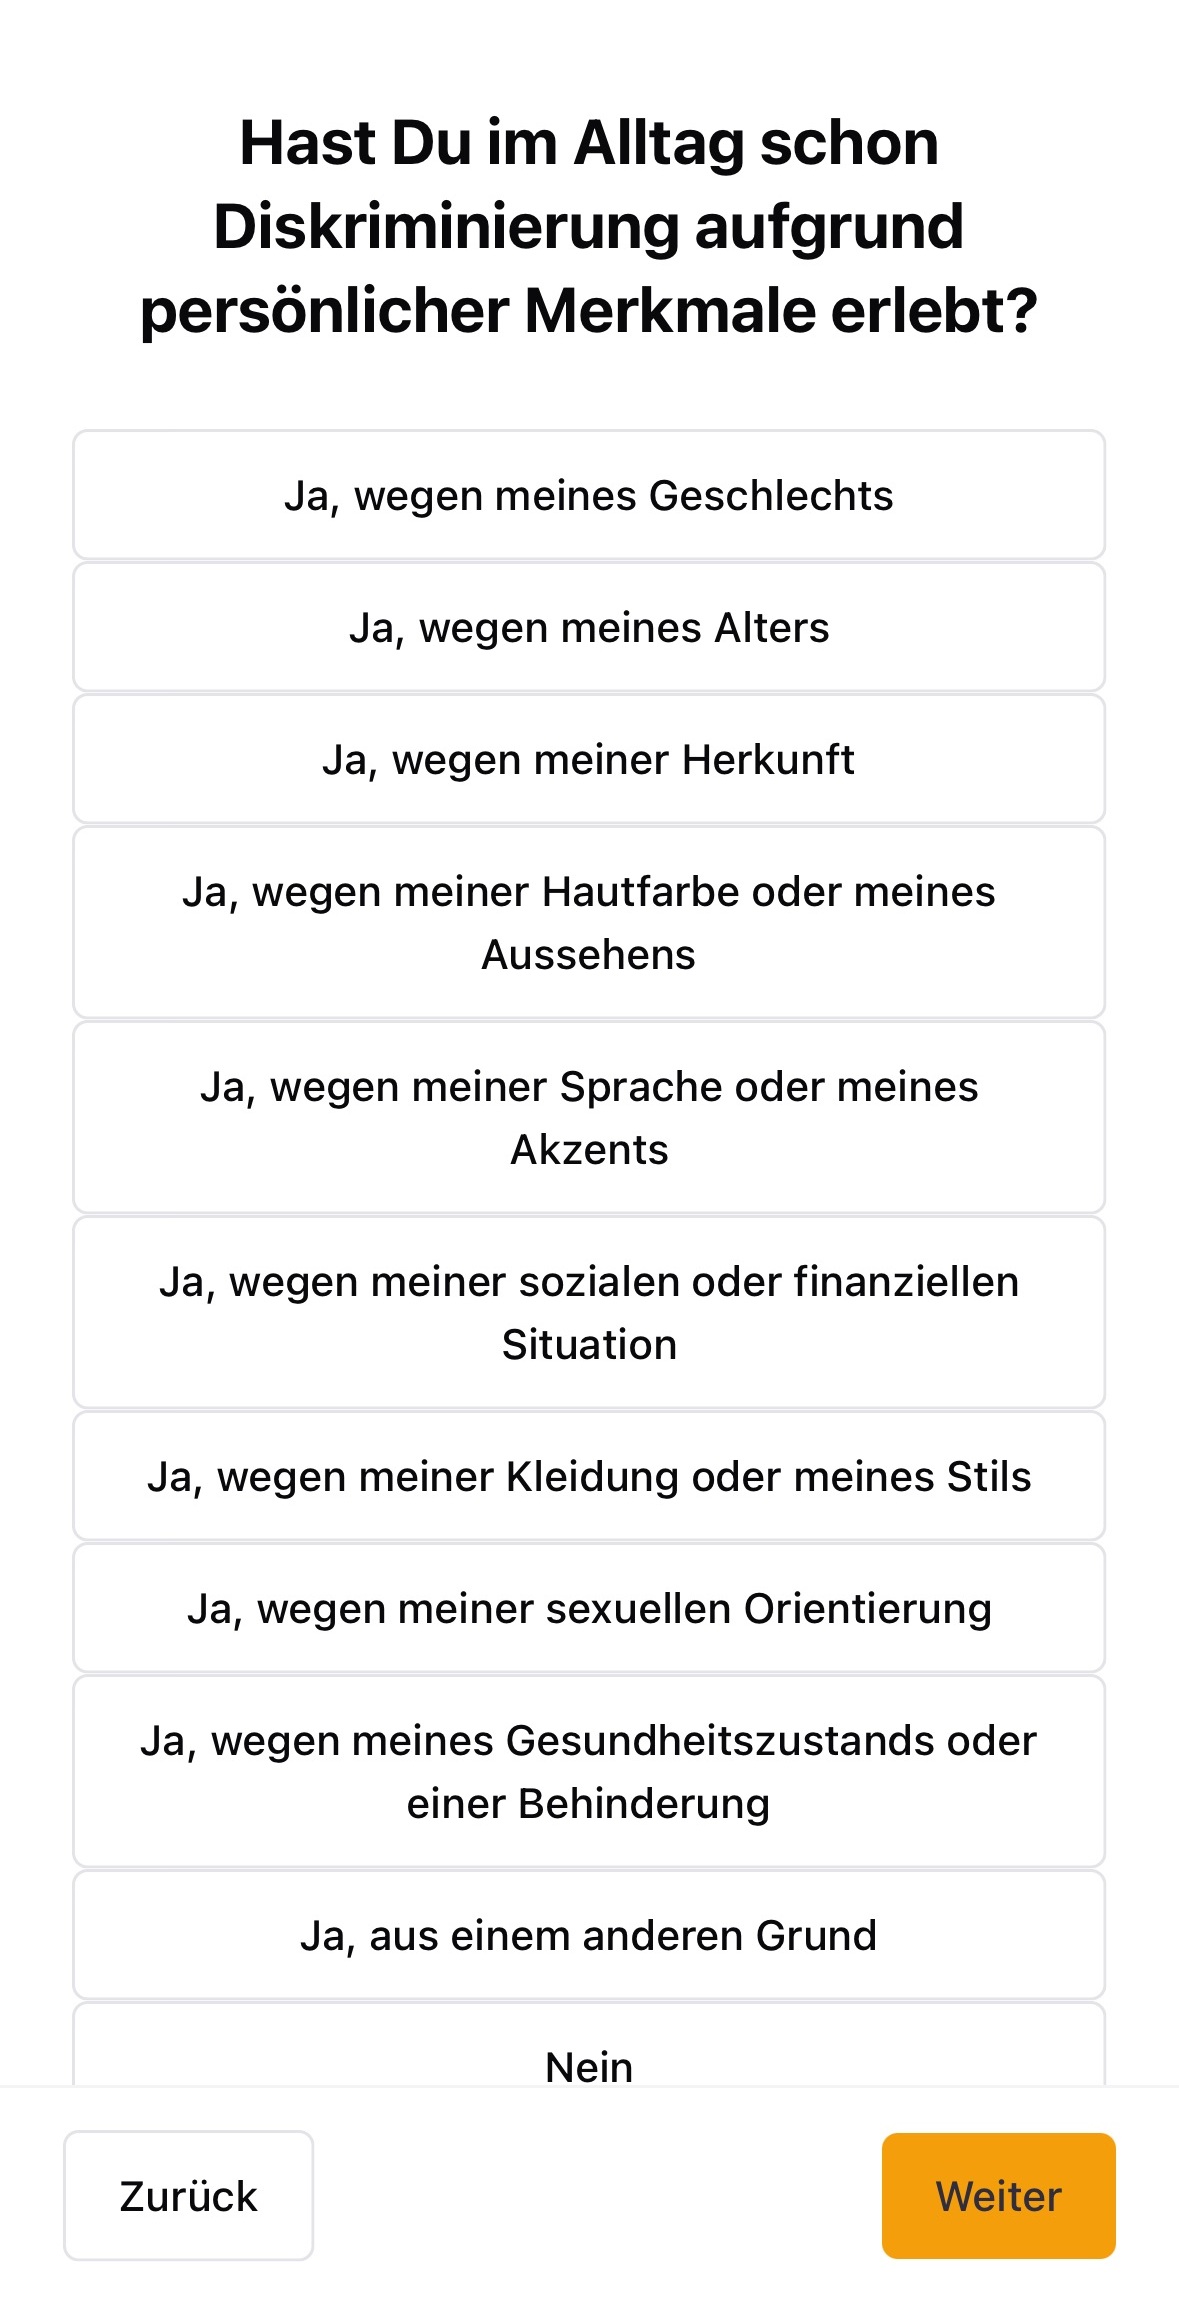 Hast Du im Alltag schon
Diskriminierung aufgrund
persönlicher Merkmale erlebt?
Ja, wegen meines Geschlechts
Ja, wegen meines Alters
Ja, wegen meiner Herkunft
Ja, wegen meiner Hautfarbe oder meines
Aussehens
Ja, wegen meiner Sprache oder meines
Akzents
Ja, wegen meiner sozialen oder finanziellen
Situation
Ja, wegen meiner Kleidung oder meines Stils
Ja, wegen meiner sexuellen Orientierung
Ja, wegen meines Gesundheitszustands oder
einer Behinderung
Ja, aus einem anderen Grund
Nein
Zurück
Weiter